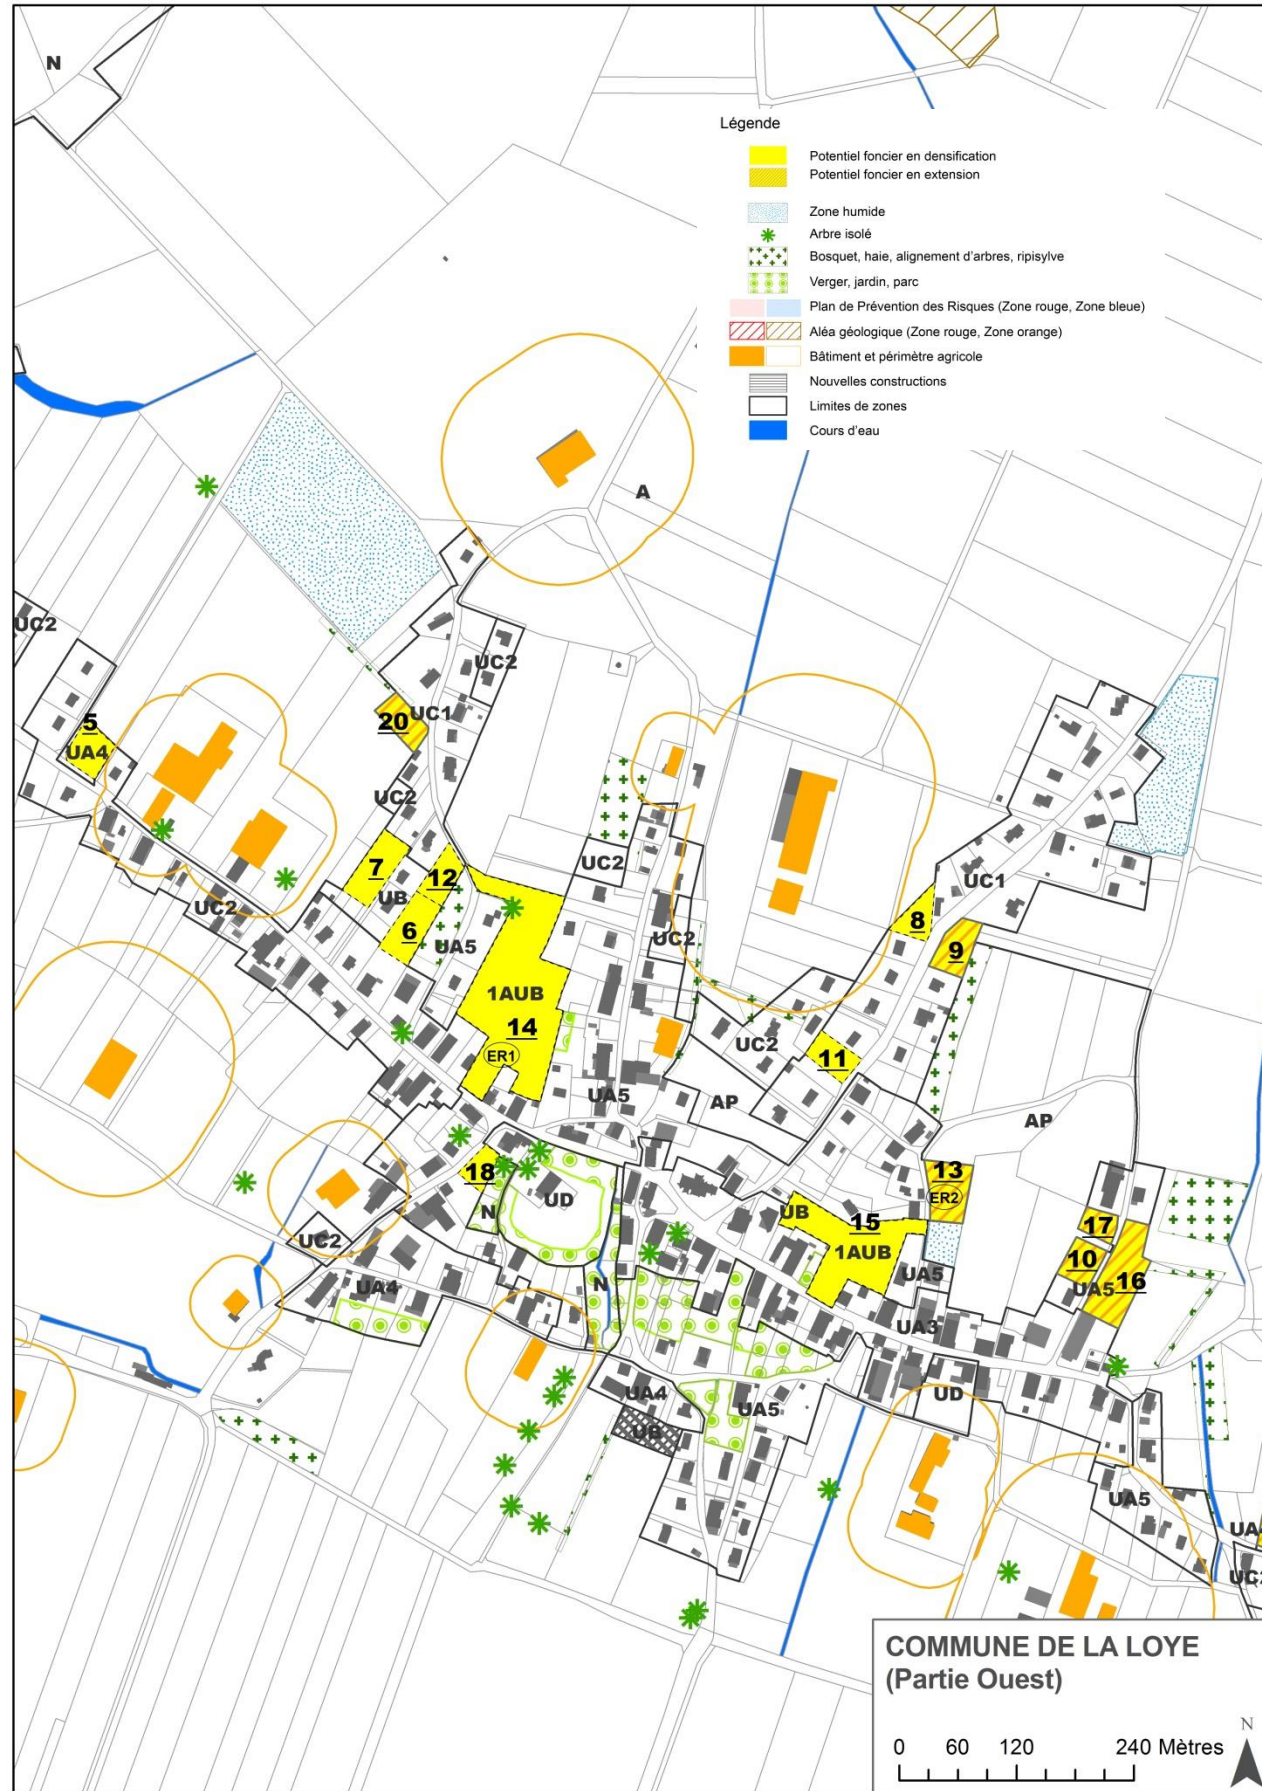 N
Légende
Potentiel foncier en densification
Potentiel foncier en extension
Zone humide
Arbre isolé
Bosquet, haie, alignement d'arbres, ripisylve
Verger, jardin, parc
Plan de Prévention des Risques (Zone rouge, Zone bleue)
Aléa géologique (Zone rouge, Zone orange)
Bâtiment et périmètre agricole
Nouvelles constructions
Limites de zones
Cours d'eau
A
UC2
UC2
5
UA4
20
UC1
UC2
UC2
7
12
UB
6
UA5
UC2
UC2
UC1
8
9
1AUB
14
ER1
UC2
11
UA5
AP
AP
18
UD
N
13
ER2
UB
15
1AUB
17
10
UA5
16
UC2
UA4
N
UA5
UA3
UA4
UA5
UD
UB
UA5
UA
UC2
COMMUNE DE LA LOYE
(Partie Ouest)
N
0 60 120 240 Mètres